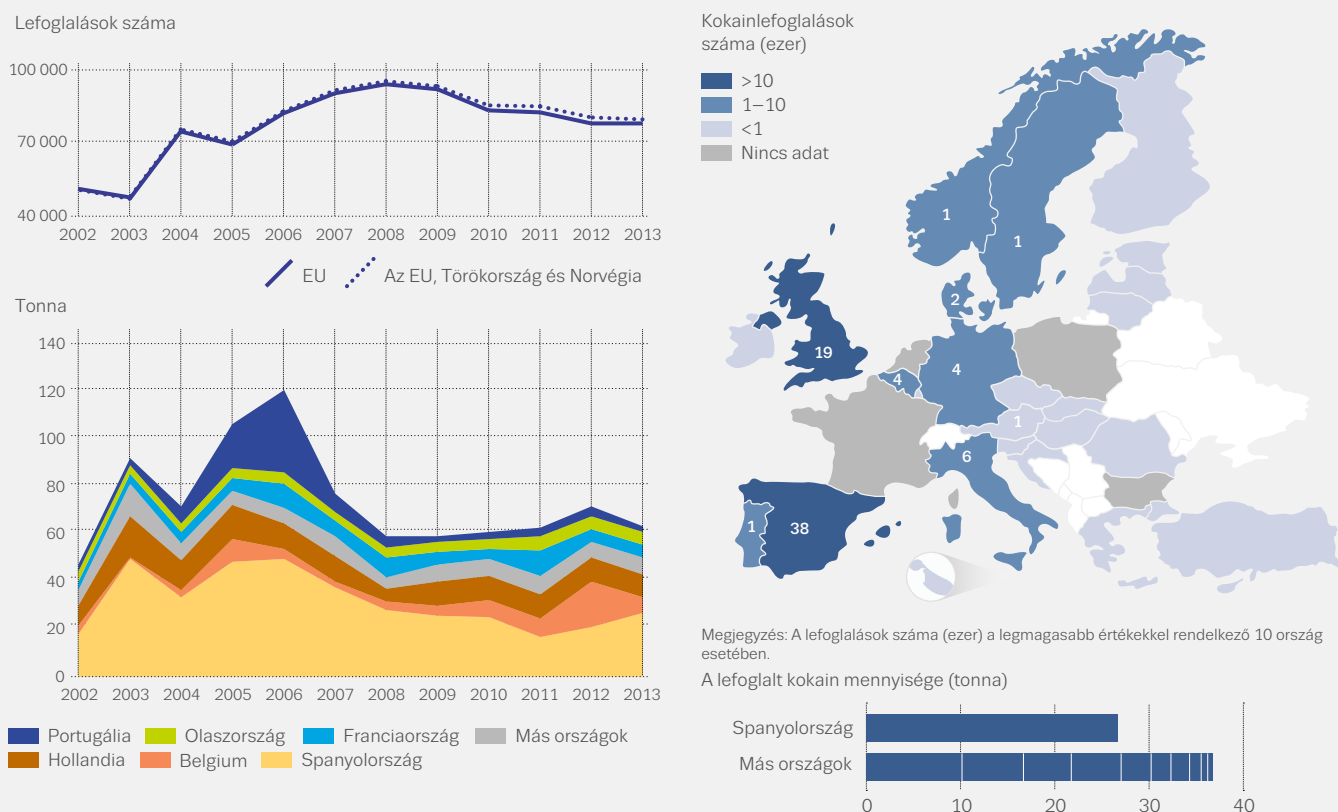 Lefoglalások száma
100 000
70 000
40 000
2002 2003 2004 2005 2006 2007 2008 2009 2010 2011 2012 2013
EU
Az EU, Törökország és Norvégia
Tonna
140
120
100
80
60
40
20
0
2002 2003 2004 2005 2006 2007 2008 2009 2010 2011 2012 2013
Portugália Olaszország Franciaország Más országok
Hollandia Belgium Spanyolország
Kokainlefoglalások
száma (ezer)
>10
1–10
<1
Nincs adat
1
1
2
19
4
4
1
6
1
38
Megjegyzés: A lefoglalások száma (ezer) a legmagasabb értékekkel rendelkező 10 ország
esetében.
A lefoglalt kokain mennyisége (tonna)
Spanyolország
Más országok
0 10 20 30 40